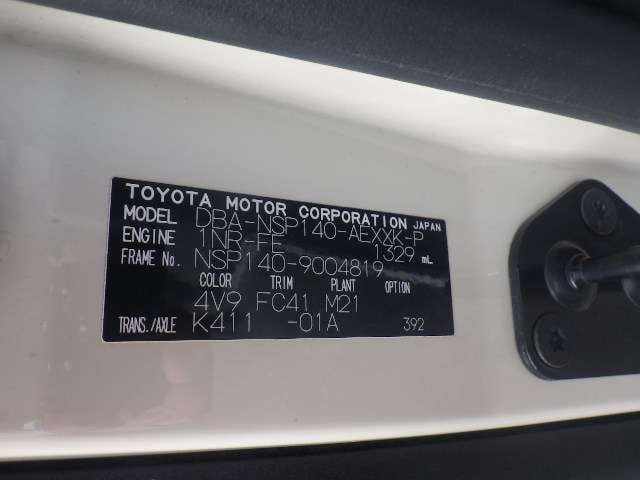 TOYOTA MOTOR CORPORATION JAPAN
MODEL DBA-NSP140-AEXXK-P
ENGINE 1NR-FE 1329 mL
FRAME No. NSP140-9004819
COLOR TRIM PLANT OPTION
4V9 FC41 M21
TRANS./AXLE K411 -01A 392